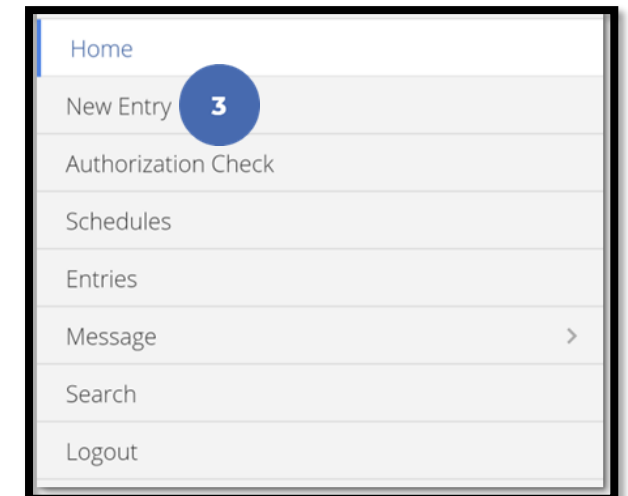 Home
New Entry 3
Authorization Check
Schedules
Entries
Message
Search
Logout